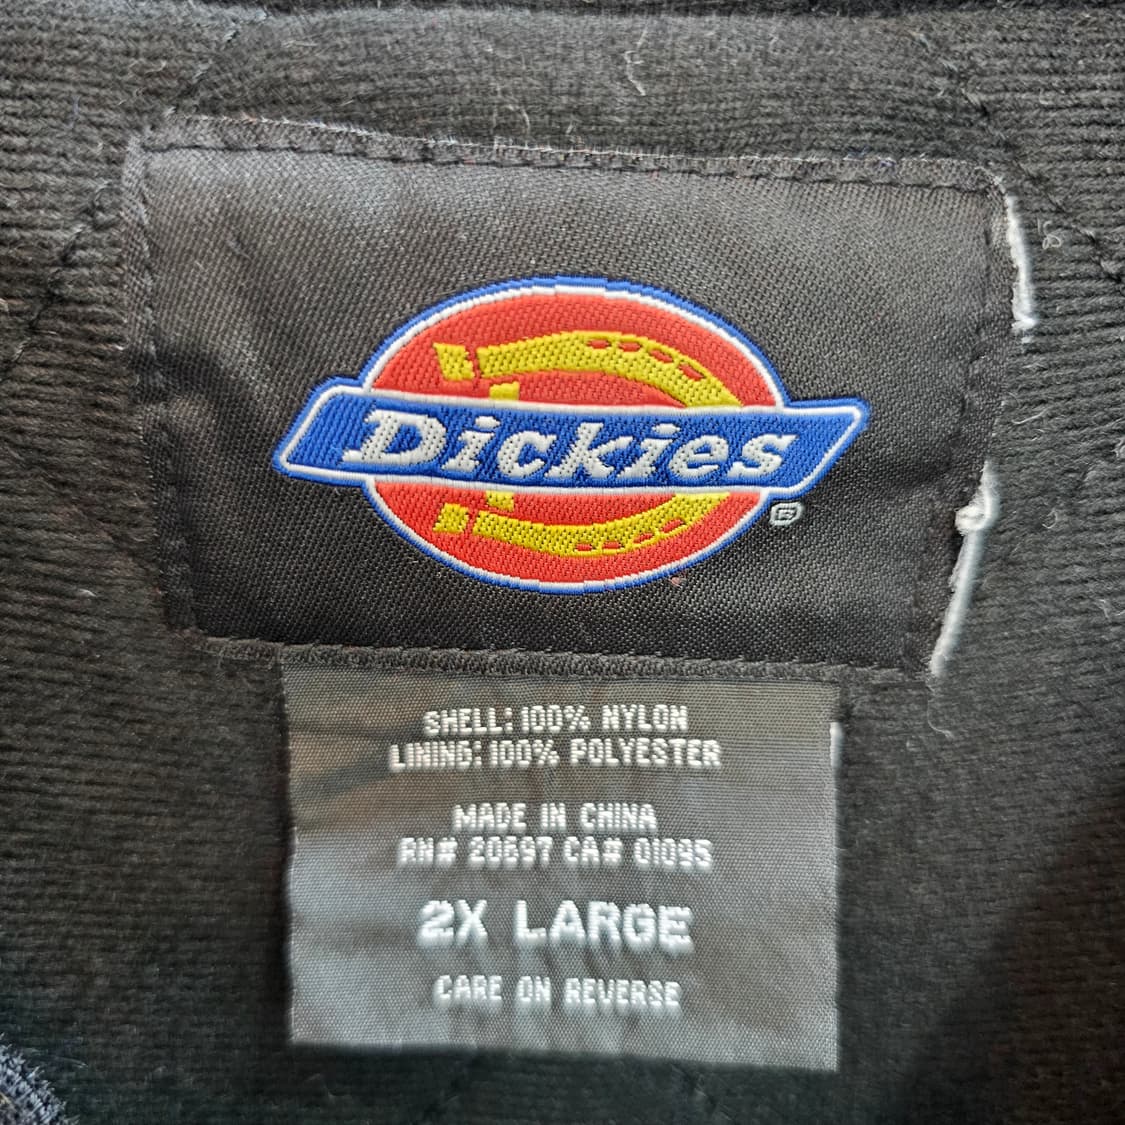 Dickies®
SHELL: 100% NYLON
LINING: 100% POLYESTER
MADE IN CHINA
RN# 20697 CA# 01095
2X LARGE
CARE ON REVERSE